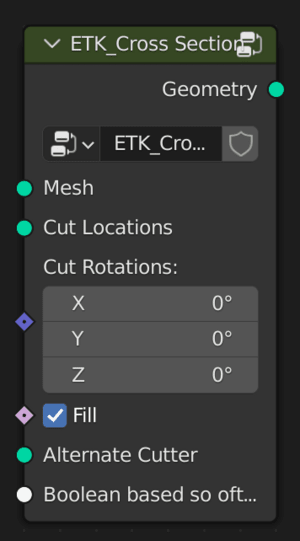 ETK_Cross Section
Geometry
ETK_Cro...
Mesh
Cut Locations
Cut Rotations:
X 0°
Y 0°
Z 0°
Fill
Alternate Cutter
Boolean based so oft...